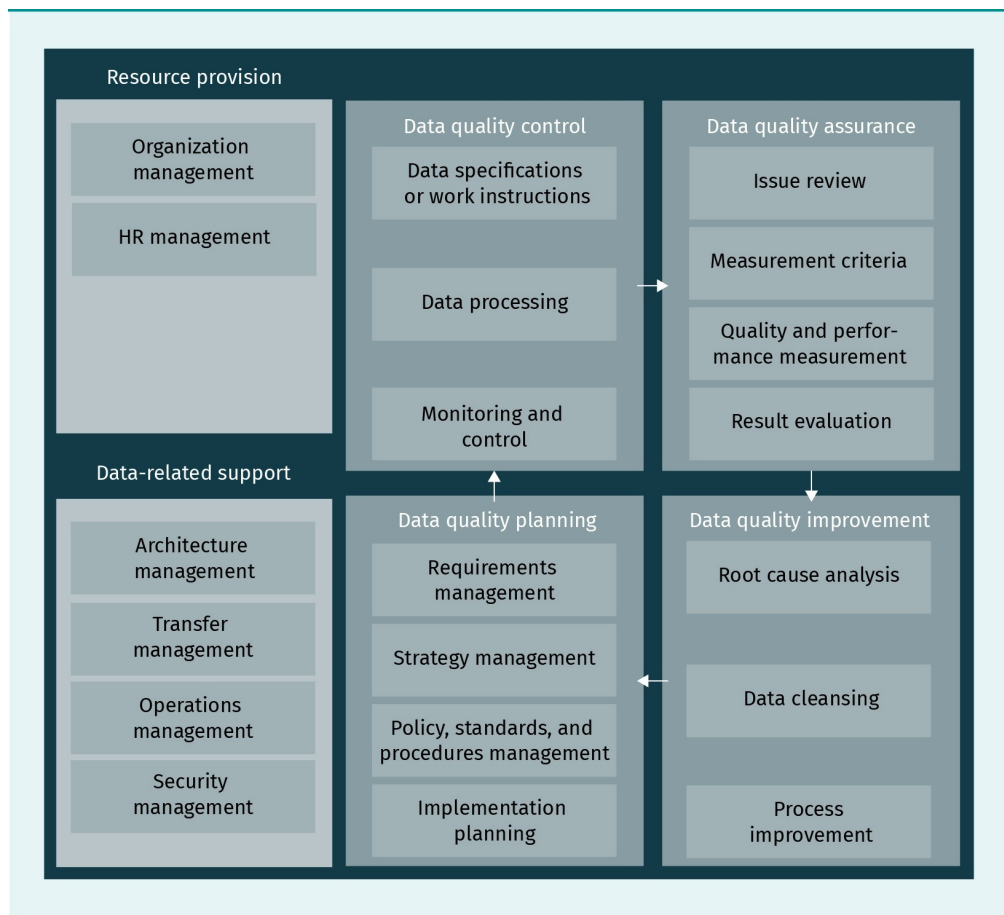 Resource provision
Organization
management
HR management
Data-related support
Architecture
management
Transfer
management
Operations
management
Security
management
Data quality control
Data specifications
or work instructions
Data processing
Monitoring and
control
Data quality assurance
Issue review
Measurement criteria
Quality and perfor-
mance measurement
Result evaluation
Data quality planning
Requirements
management
Strategy management
Policy, standards, and
procedures management
Implementation
planning
Data quality improvement
Root cause analysis
Data cleansing
Process
improvement